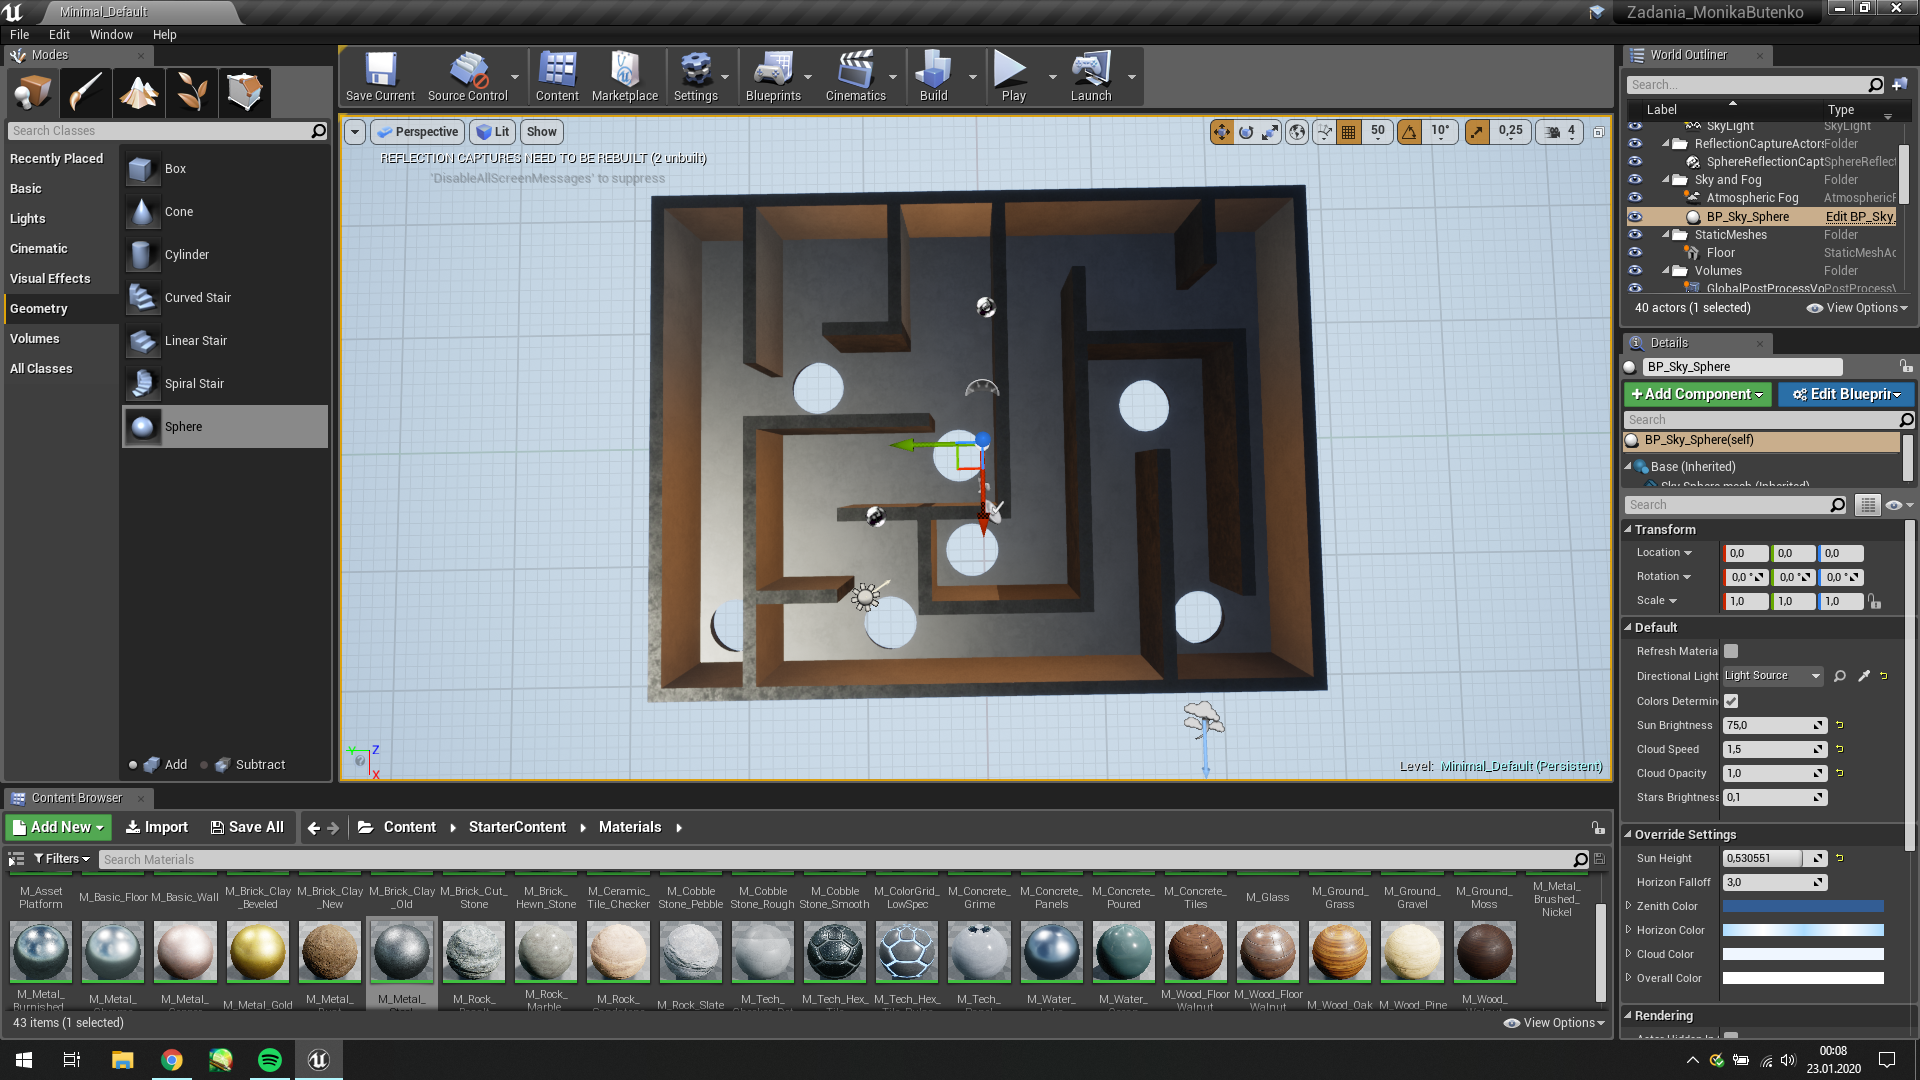 Minimal_Default
Zadania_MonikaButenko
File Edit Window Help
Modes
Search Classes
Recently Placed
Basic
Lights
Cinematic
Visual Effects
Geometry
Volumes
All Classes
Box
Cone
Cylinder
Curved Stair
Linear Stair
Spiral Stair
Sphere
Add Subtract
Save Current Source Control Content Marketplace Settings Blueprints Cinematics Build Play Launch
Perspective Lit Show
50 10° 0,25 4
REFLECTION CAPTURES NEED TO BE REBUILT (2 unbuilt)
'DisableAllScreenMessages' to suppress
Y Z
X
Level: Minimal_Default (Persistent)
World Outliner
Search...
Label Type
SkyLight SkyLight
ReflectionCaptureActors Folder
SphereReflectionCapt SphereReflect
Sky and Fog Folder
Atmospheric Fog AtmosphericF
BP_Sky_Sphere Edit BP_Sky_
StaticMeshes Folder
Floor StaticMeshAc
Volumes Folder
GlobalPostProcessVo PostProcessV
40 actors (1 selected) View Options
Details
BP_Sky_Sphere
+Add Component Edit Blueprin
Search
BP_Sky_Sphere(self)
Base (Inherited)
Sky Sphere mesh (Inherited)
Search
Transform
Location 0,0 0,0 0,0
Rotation 0,0 ° 0,0 ° 0,0 °
Scale 1,0 1,0 1,0
Default
Refresh Materia
Directional Light Light Source
Colors Determin
Sun Brightness 75,0
Cloud Speed 1,5
Cloud Opacity 1,0
Stars Brightness 0,1
Override Settings
Sun Height 0,530551
Horizon Falloff 3,0
Zenith Color
Horizon Color
Cloud Color
Overall Color
Rendering
Content Browser
Add New Import Save All Content StarterContent Materials
Filters Search Materials
M_Asset Platform
M_Basic_Floor
M_Basic_Wall
M_Brick_Clay_Beveled
M_Brick_Clay_New
M_Brick_Clay_Old
M_Brick_Cut_Stone
M_Brick_Hewn_Stone
M_Ceramic_Tile_Checker
M_Cobble Stone_Pebble
M_Cobble Stone_Rough
M_Cobble Stone_Smooth
M_ColorGrid_LowSpec
M_Concrete_Grime
M_Concrete_Panels
M_Concrete_Poured
M_Concrete_Tiles
M_Glass
M_Ground_Grass
M_Ground_Gravel
M_Ground_Moss
M_Metal_Brushed_Nickel
M_Metal_Burnished
M_Metal_
M_Metal_
M_Metal_Gold
M_Metal_
M_Metal_
M_Rock_
M_Rock_Marble
M_Rock_
M_Rock_Slate
M_Tech_
M_Tech_Hex_
M_Tech_Hex_
M_Tech_
M_Water_
M_Water_
M_Wood_Floor Walnut
M_Wood_Floor Walnut
M_Wood_Oak
M_Wood_Pine
M_Wood_
43 items (1 selected) View Options
00:08
23.01.2020